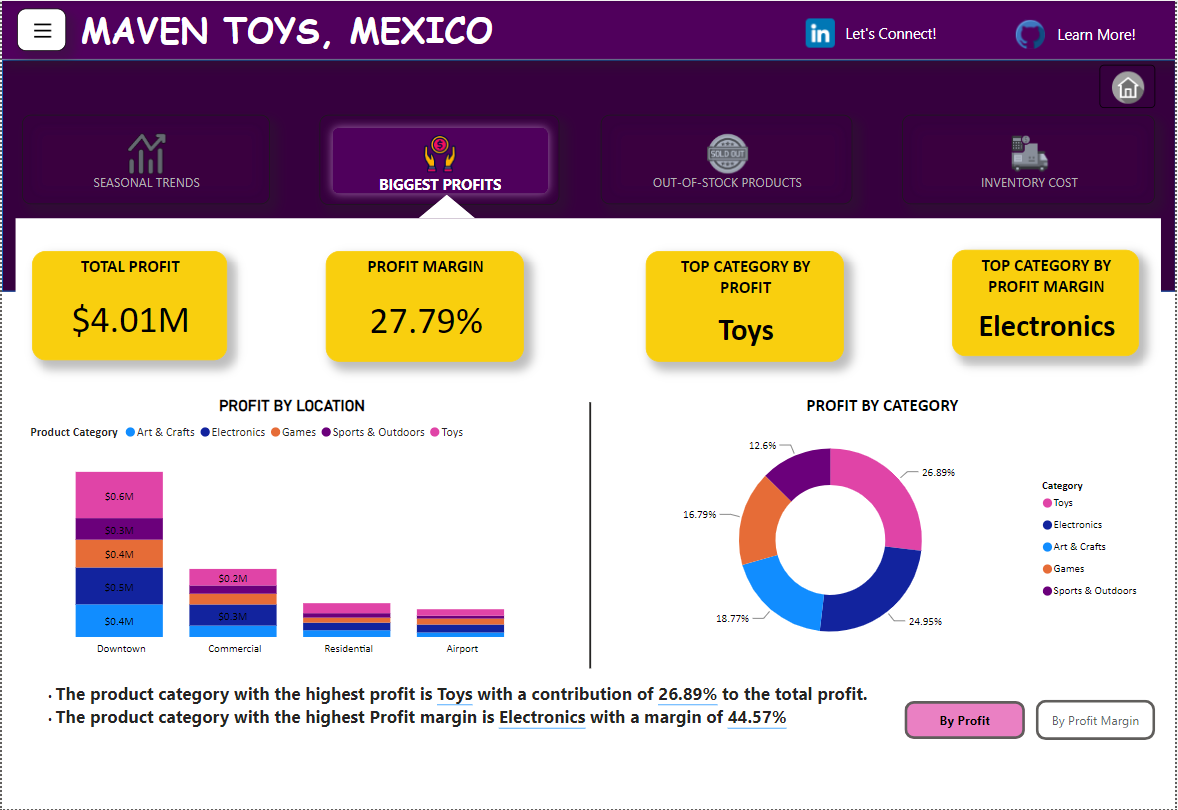 MAVEN TOYS, MEXICO
in Let's Connect!
Learn More!
SEASONAL TRENDS
$
BIGGEST PROFITS
SOLD OUT
OUT-OF-STOCK PRODUCTS
INVENTORY COST
TOTAL PROFIT
$4.01M
PROFIT MARGIN
27.79%
TOP CATEGORY BY
PROFIT
Toys
TOP CATEGORY BY
PROFIT MARGIN
Electronics
PROFIT BY LOCATION
Product Category Art & Crafts Electronics Games Sports & Outdoors Toys
$0.6M
$0.3M
$0.4M
$0.5M
$0.4M
$0.2M
$0.3M
Downtown Commercial Residential Airport
PROFIT BY CATEGORY
12.6%
26.89%
16.79%
18.77%
24.95%
Category
Toys
Electronics
Art & Crafts
Games
Sports & Outdoors
· The product category with the highest profit is Toys with a contribution of 26.89% to the total profit.
· The product category with the highest Profit margin is Electronics with a margin of 44.57%
By Profit
By Profit Margin